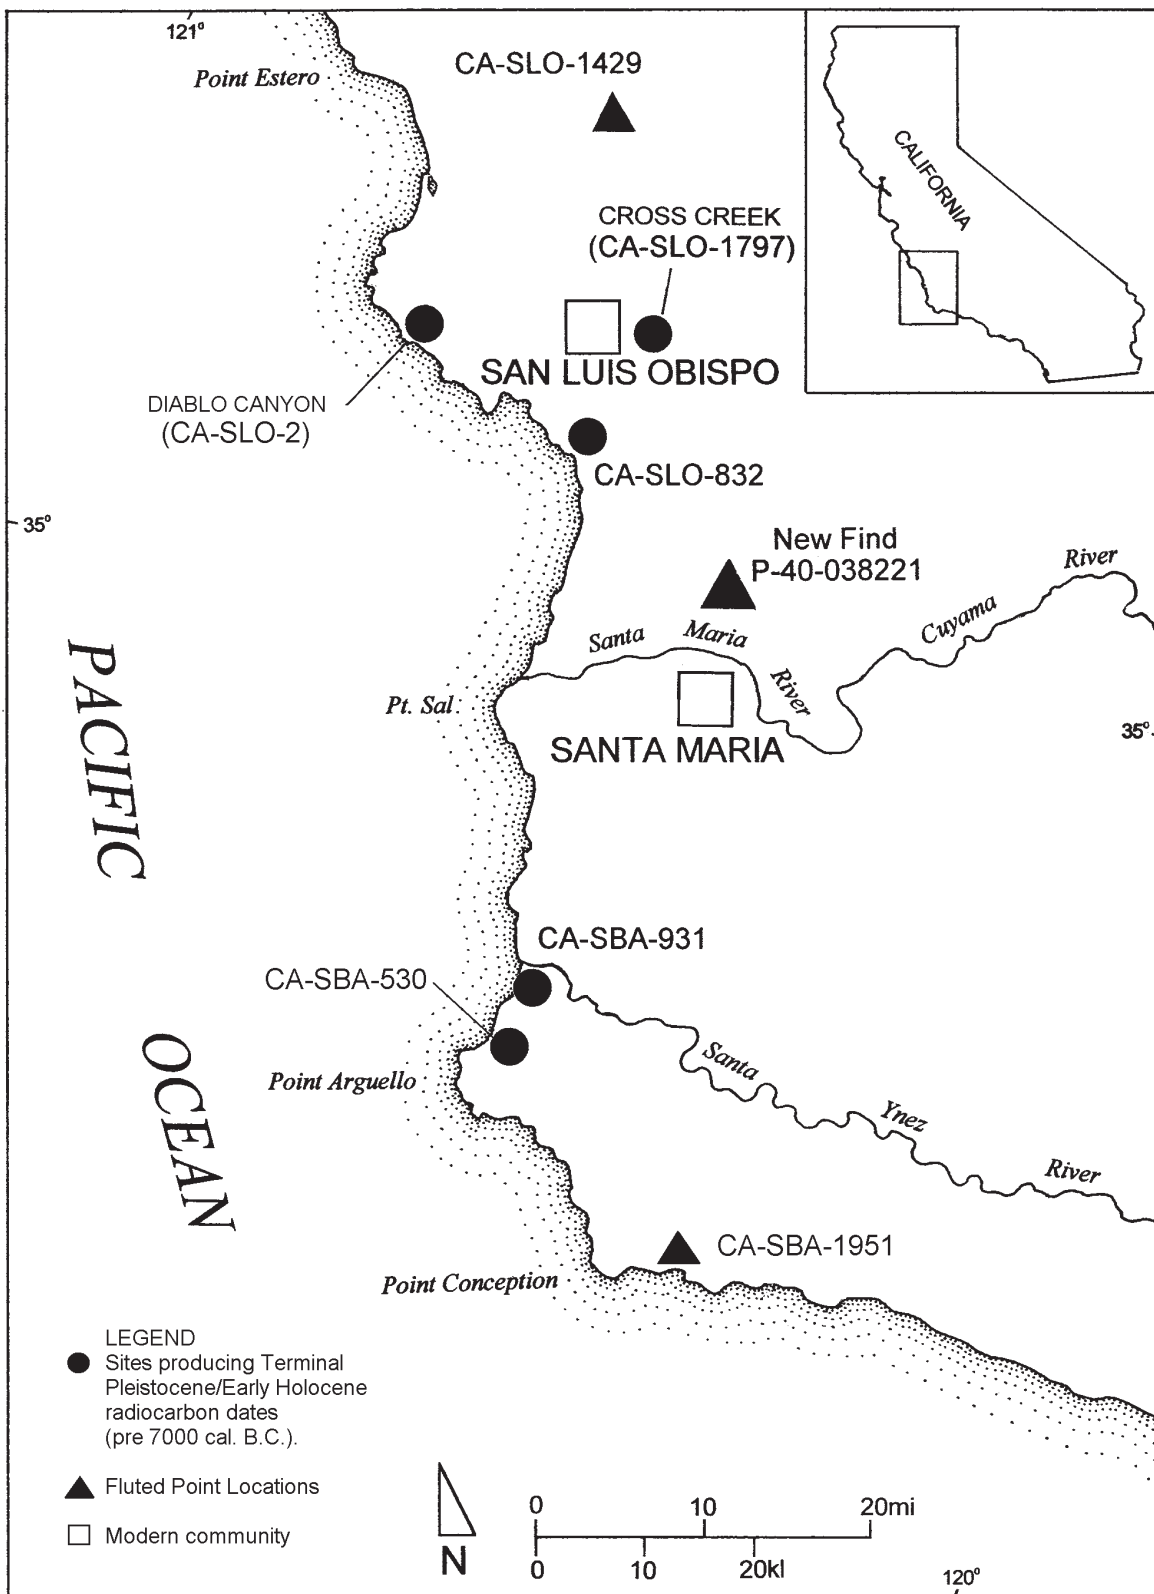 121°
Point Estero
CA-SLO-1429
CALIFORNIA
CROSS CREEK
(CA-SLO-1797)
SAN LUIS OBISPO
DIABLO CANYON
(CA-SLO-2)
CA-SLO-832
35°
New Find
P-40-038221
River
Cuyama
Santa Maria River
Pt. Sal
35°
SANTA MARIA
PACIFIC
OCEAN
CA-SBA-931
CA-SBA-530
Point Arguello
Santa Ynez River
CA-SBA-1951
Point Conception
LEGEND
Sites producing Terminal
Pleistocene/Early Holocene
radiocarbon dates
(pre 7000 cal. B.C.).
Fluted Point Locations
Modern community
N
0 10 20mi
0 10 20kl
120°